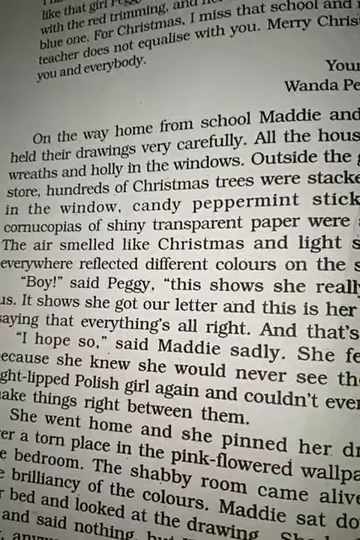 like that girl Peggy
with the red trimming, and
blue one. For Christmas, I miss that school and
teacher does not equalise with you. Merry Chris
you and everybody.
Your
Wanda Pe
On the way home from school Maddie and
held their drawings very carefully. All the hous
wreaths and holly in the windows. Outside the
store, hundreds of Christmas trees were stacke
in the window, candy peppermint stick
cornucopias of shiny transparent paper were
The air smelled like Christmas and light s
everywhere reflected different colours on the s
“Boy!” said Peggy, “this shows she reall
us. It shows she got our letter and this is her
saying that everything’s all right. And that’s
“I hope so,” said Maddie sadly. She fe
ecause she knew she would never see th
ght-lipped Polish girl again and couldn’t ever
ake things right between them.
She went home and she pinned her dr
er a torn place in the pink-flowered wallpa
e bedroom. The shabby room came alive
e brilliancy of the colours. Maddie sat do
r bed and looked at the drawing. She
and said nothing, but